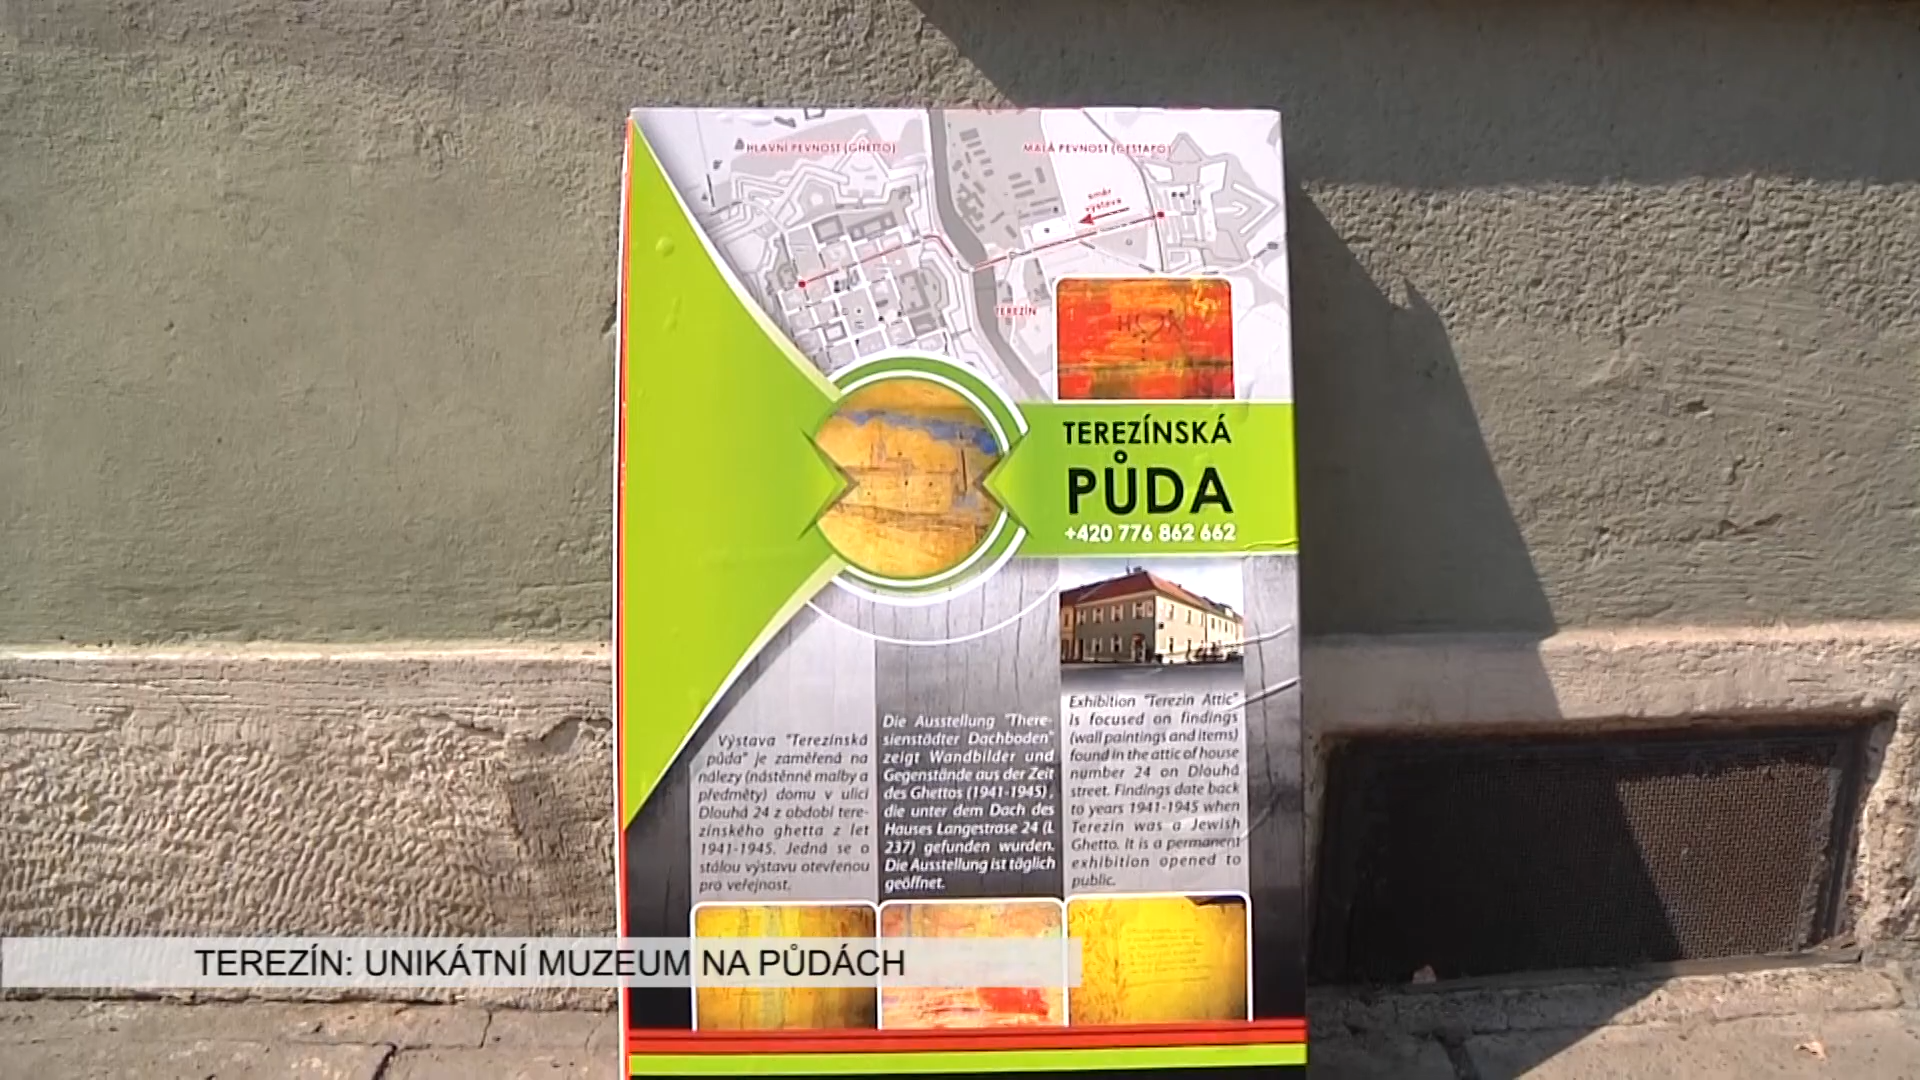 HLAVNÍ PEVNOST (GHETTO)
MALÁ PEVNOST (GESTAPO)
směr
výstava
TEREZÍN
TEREZÍNSKÁ
PŮDA
+420 776 862 662
Výstava "Terezínská
půda" je zaměřená na
nálezy (nástěnné malby a
předměty) domu v ulici
Dlouhá 24 z období tere-
zínského ghetta z let
1941-1945. Jedná se o
stálou výstavu otevřenou
pro veřejnost.
Die Ausstellung "There-
sienstädter Dachboden"
zeigt Wandbilder und
Gegenstände aus der Zeit
des Ghettos (1941-1945),
die unter dem Dach des
Hauses Langestrase 24 (L
237) gefunden wurden.
Die Ausstellung ist täglich
geöffnet.
Exhibition "Terezin Attic"
is focused on findings
(wall paintings and items)
found in the attic of house
number 24 on Dlouhá
street. Findings date back
to years 1941-1945 when
Terezin was a Jewish
Ghetto. It is a permanent
exhibition opened to
public.
TEREZÍN: UNIKÁTNÍ MUZEUM NA PŮDÁCH